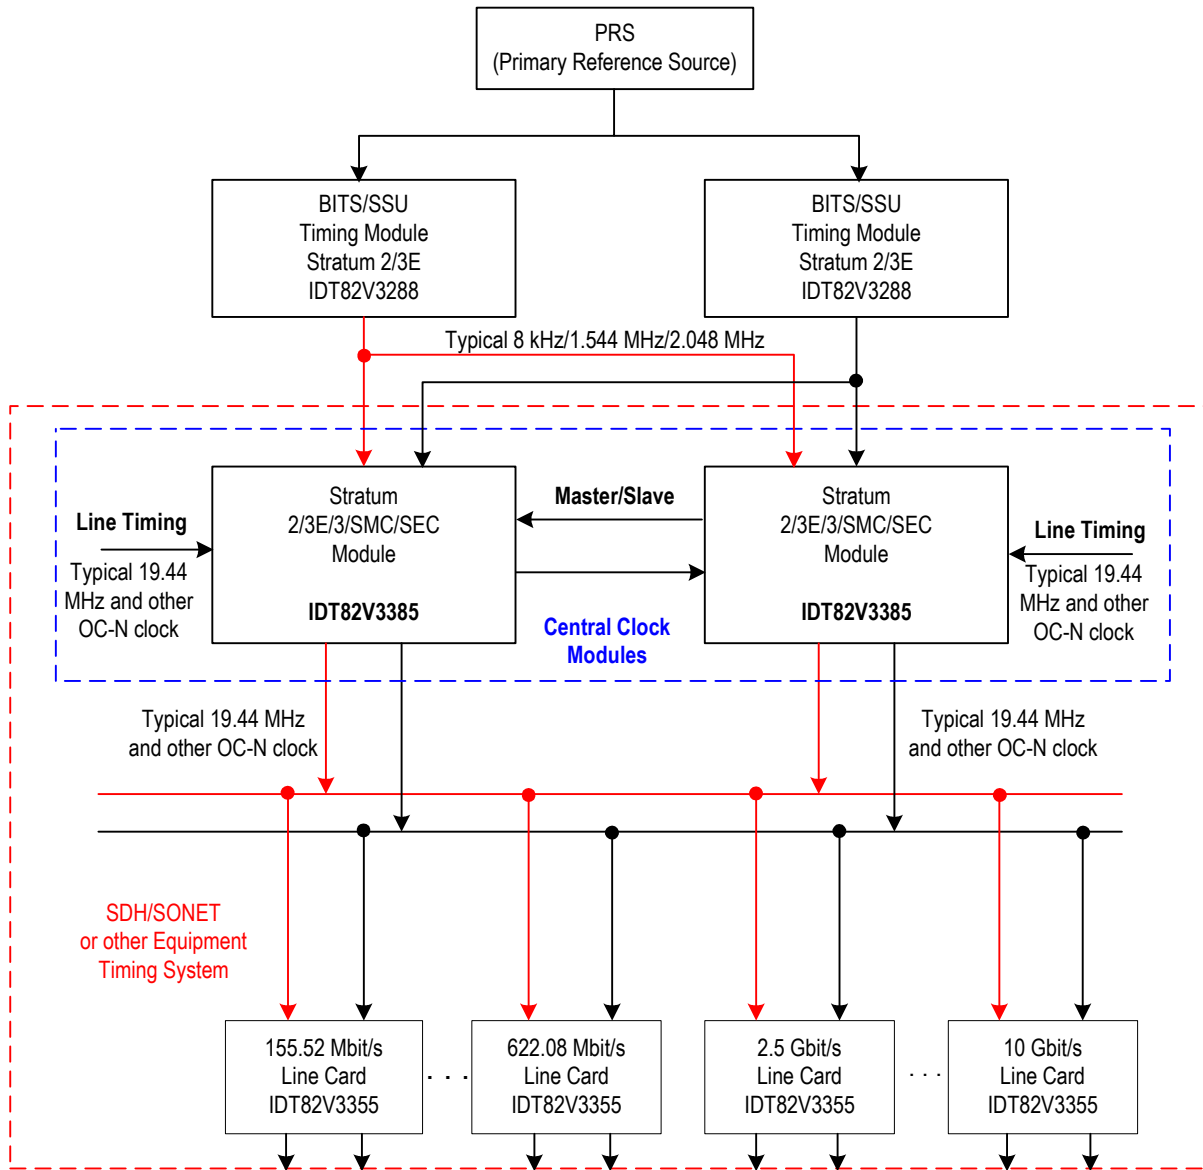 PRS
(Primary Reference Source)
BITS/SSU
Timing Module
Stratum 2/3E
IDT82V3288
BITS/SSU
Timing Module
Stratum 2/3E
IDT82V3288
Typical 8 kHz/1.544 MHz/2.048 MHz
Line Timing
Typical 19.44
MHz and other
OC-N clock
Stratum
2/3E/3/SMC/SEC
Module
IDT82V3385
Master/Slave
Central Clock
Modules
Stratum
2/3E/3/SMC/SEC
Module
IDT82V3385
Line Timing
Typical 19.44
MHz and other
OC-N clock
Typical 19.44 MHz
and other OC-N clock
Typical 19.44 MHz
and other OC-N clock
SDH/SONET
or other Equipment
Timing System
155.52 Mbit/s
Line Card
IDT82V3355
. . .
622.08 Mbit/s
Line Card
IDT82V3355
2.5 Gbit/s
Line Card
IDT82V3355
. . .
10 Gbit/s
Line Card
IDT82V3355